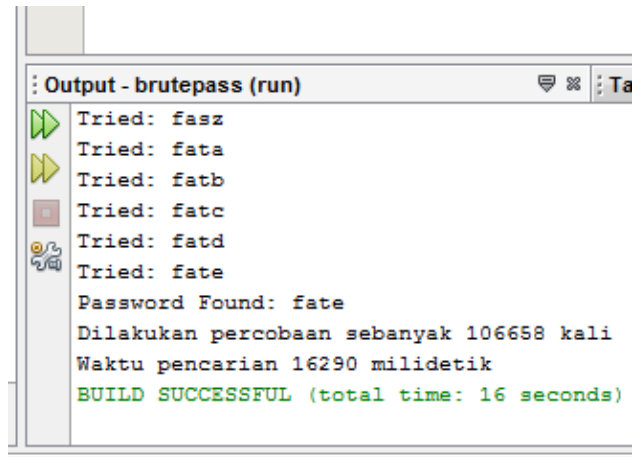 Output - brutepass (run)
Ta
Tried: fasz
Tried: fata
Tried: fatb
Tried: fatc
Tried: fatd
Tried: fate
Password Found: fate
Dilakukan percobaan sebanyak 106658 kali
Waktu pencarian 16290 milidetik
BUILD SUCCESSFUL (total time: 16 seconds)